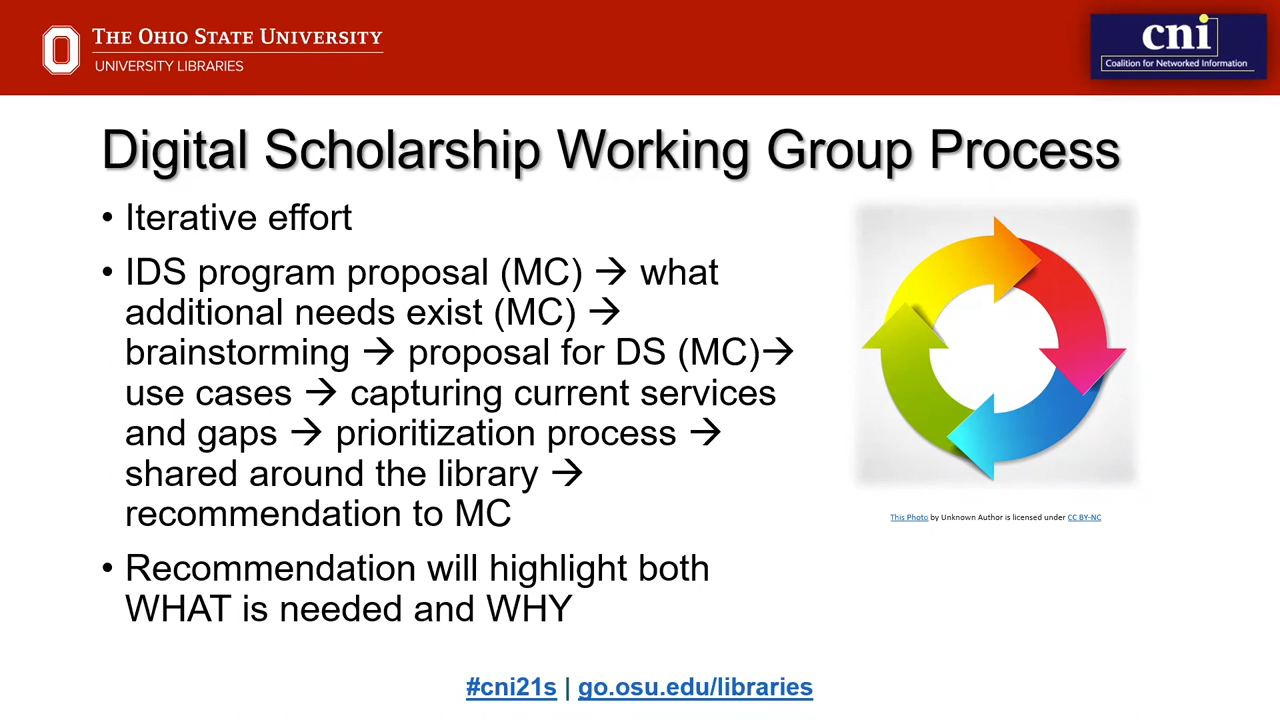 THE OHIO STATE UNIVERSITY
UNIVERSITY LIBRARIES
cni
Coalition for Networked Information
Digital Scholarship Working Group Process
• Iterative effort
• IDS program proposal (MC) → what
additional needs exist (MC) →
brainstorming → proposal for DS (MC)→
use cases → capturing current services
and gaps → prioritization process →
shared around the library →
recommendation to MC
• Recommendation will highlight both
WHAT is needed and WHY
This Photo by Unknown Author is licensed under CC BY-NC
#cni21s | go.osu.edu/libraries